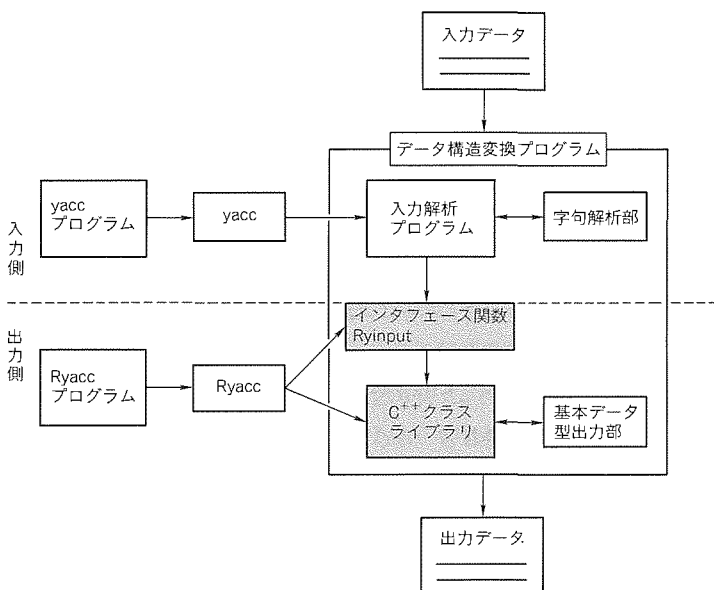 入力データ
データ構造変換プログラム
yacc
プログラム
yacc
入力解析
プログラム
字句解析部
入力側
インタフェース関数
Ryinput
出力側
Ryacc
プログラム
Ryacc
C++クラス
ライブラリ
基本データ
型出力部
出力データ